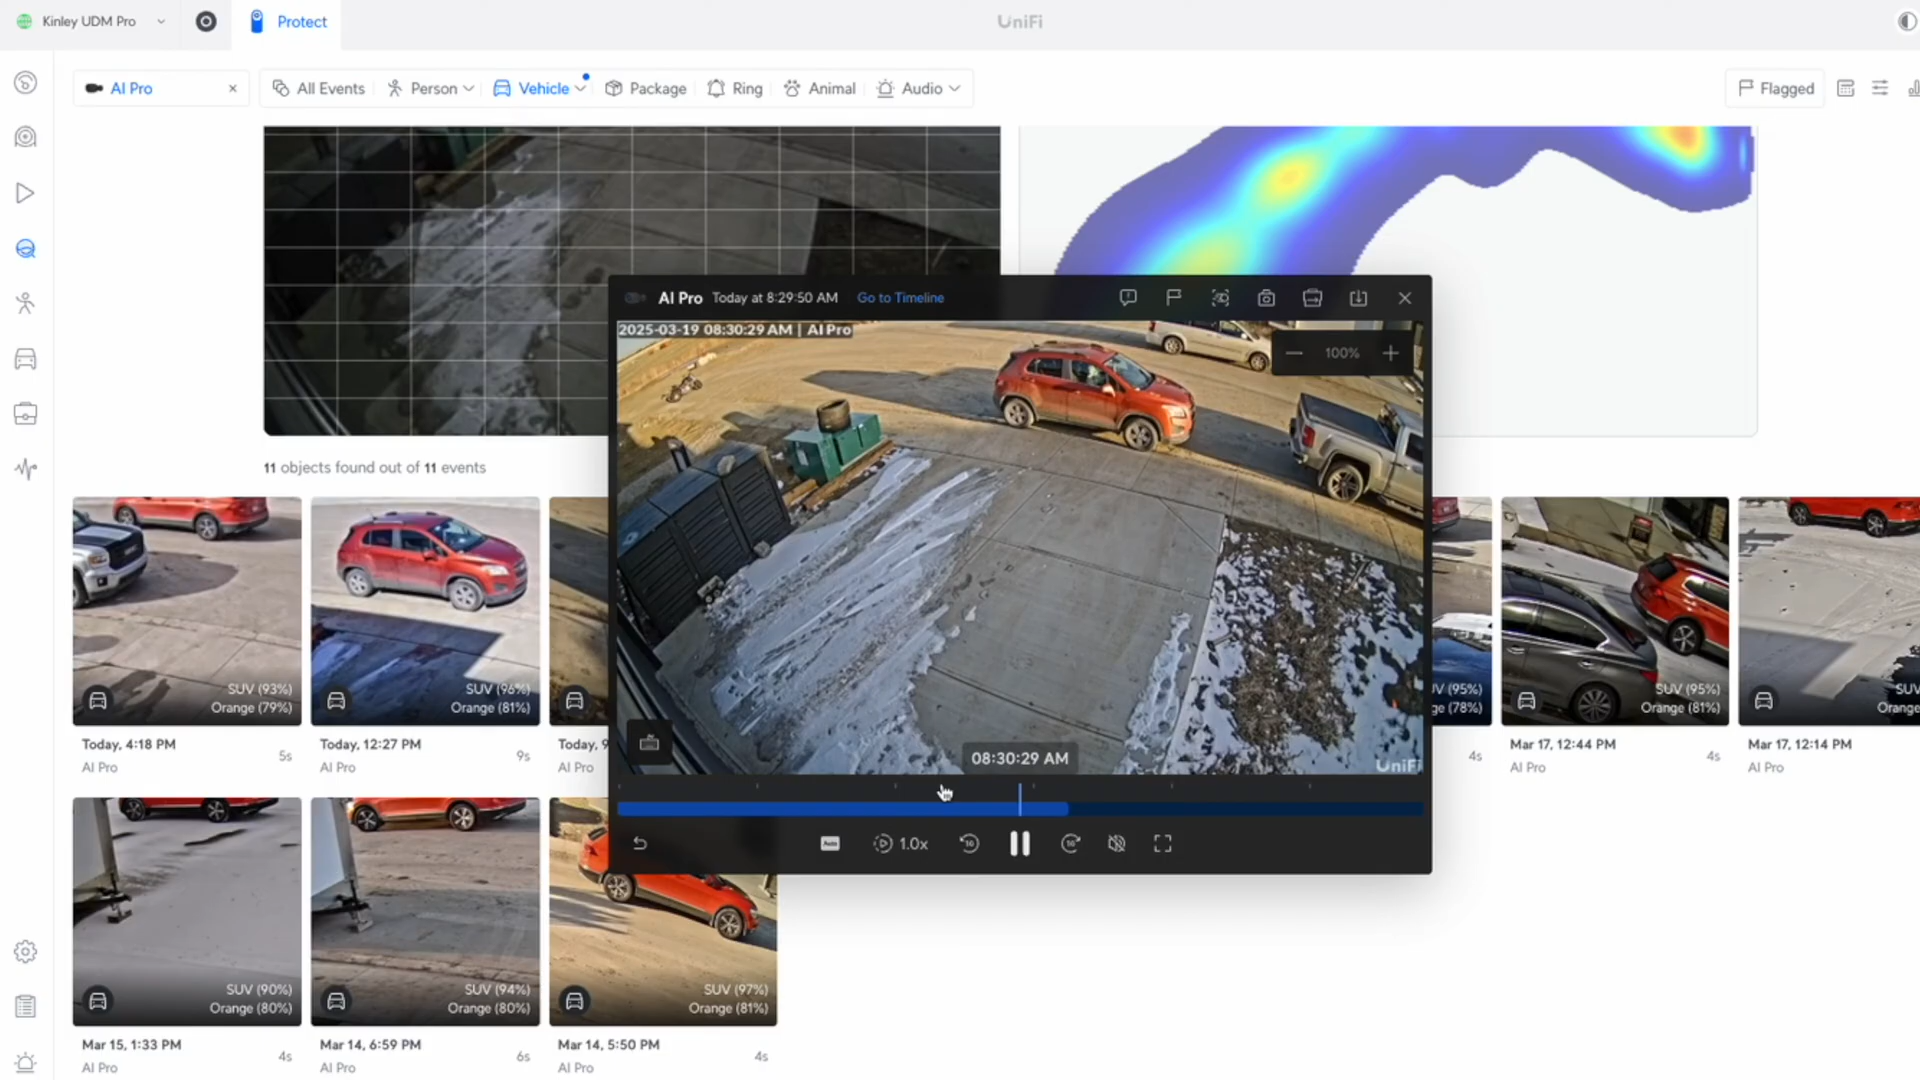 Kinley UDM Pro
Protect
UniFi
AI Pro
All Events
Person
Vehicle
Package
Ring
Animal
Audio
Flagged
AI Pro Today at 8:29:50 AM Go to Timeline
2025-03-19 08:30:29 AM | AI Pro
100%
08:30:29 AM
UniFi
1.0x
11 objects found out of 11 events
SUV (93%)
Orange (79%)
Today, 4:18 PM
5s
AI Pro
SUV (96%)
Orange (81%)
Today, 12:27 PM
9s
AI Pro
Today, 9
AI Pro
UV (95%)
ge (78%)
4s
SUV (95%)
Orange (81%)
Mar 17, 12:44 PM
4s
AI Pro
SUV
Orange
Mar 17, 12:14 PM
AI Pro
SUV (90%)
Orange (80%)
Mar 15, 1:33 PM
4s
AI Pro
SUV (94%)
Orange (80%)
Mar 14, 6:59 PM
6s
AI Pro
SUV (97%)
Orange (81%)
Mar 14, 5:50 PM
4s
AI Pro